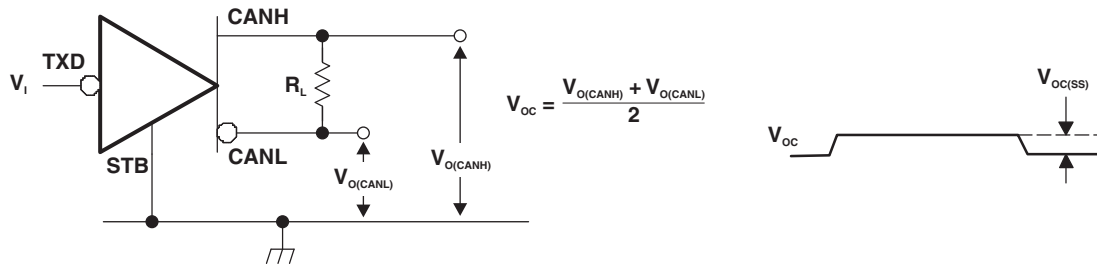 CANH
TXD
V_I
R_L
CANL
STB
V_O(CANL)
V_O(CANH)
V_OC = V_O(CANH) + V_O(CANL)
2
V_OC
V_OC(SS)